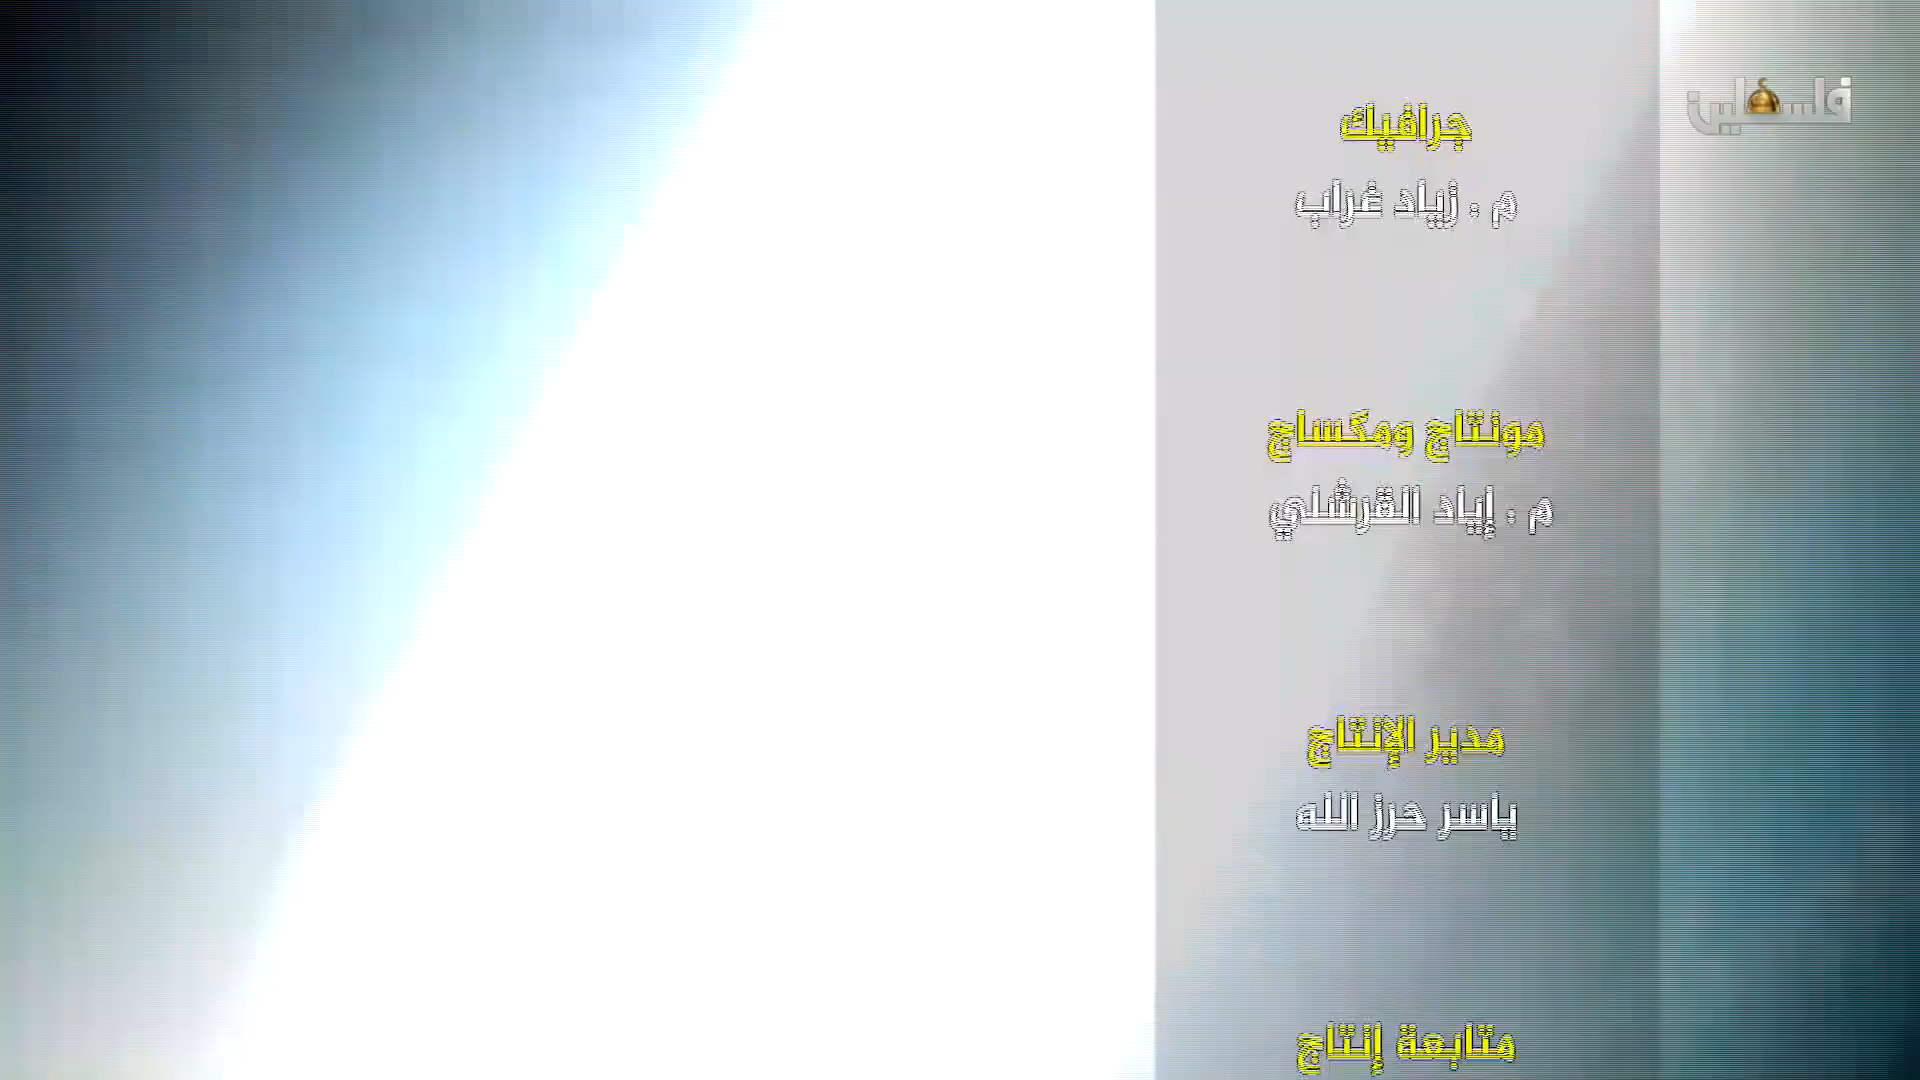 فلسطين
جرافيك
م . زياد غراب
مونتاج ومكساج
م . إياد القرشلي
مدير الإنتاج
ياسر حرز الله
متابعة إنتاج